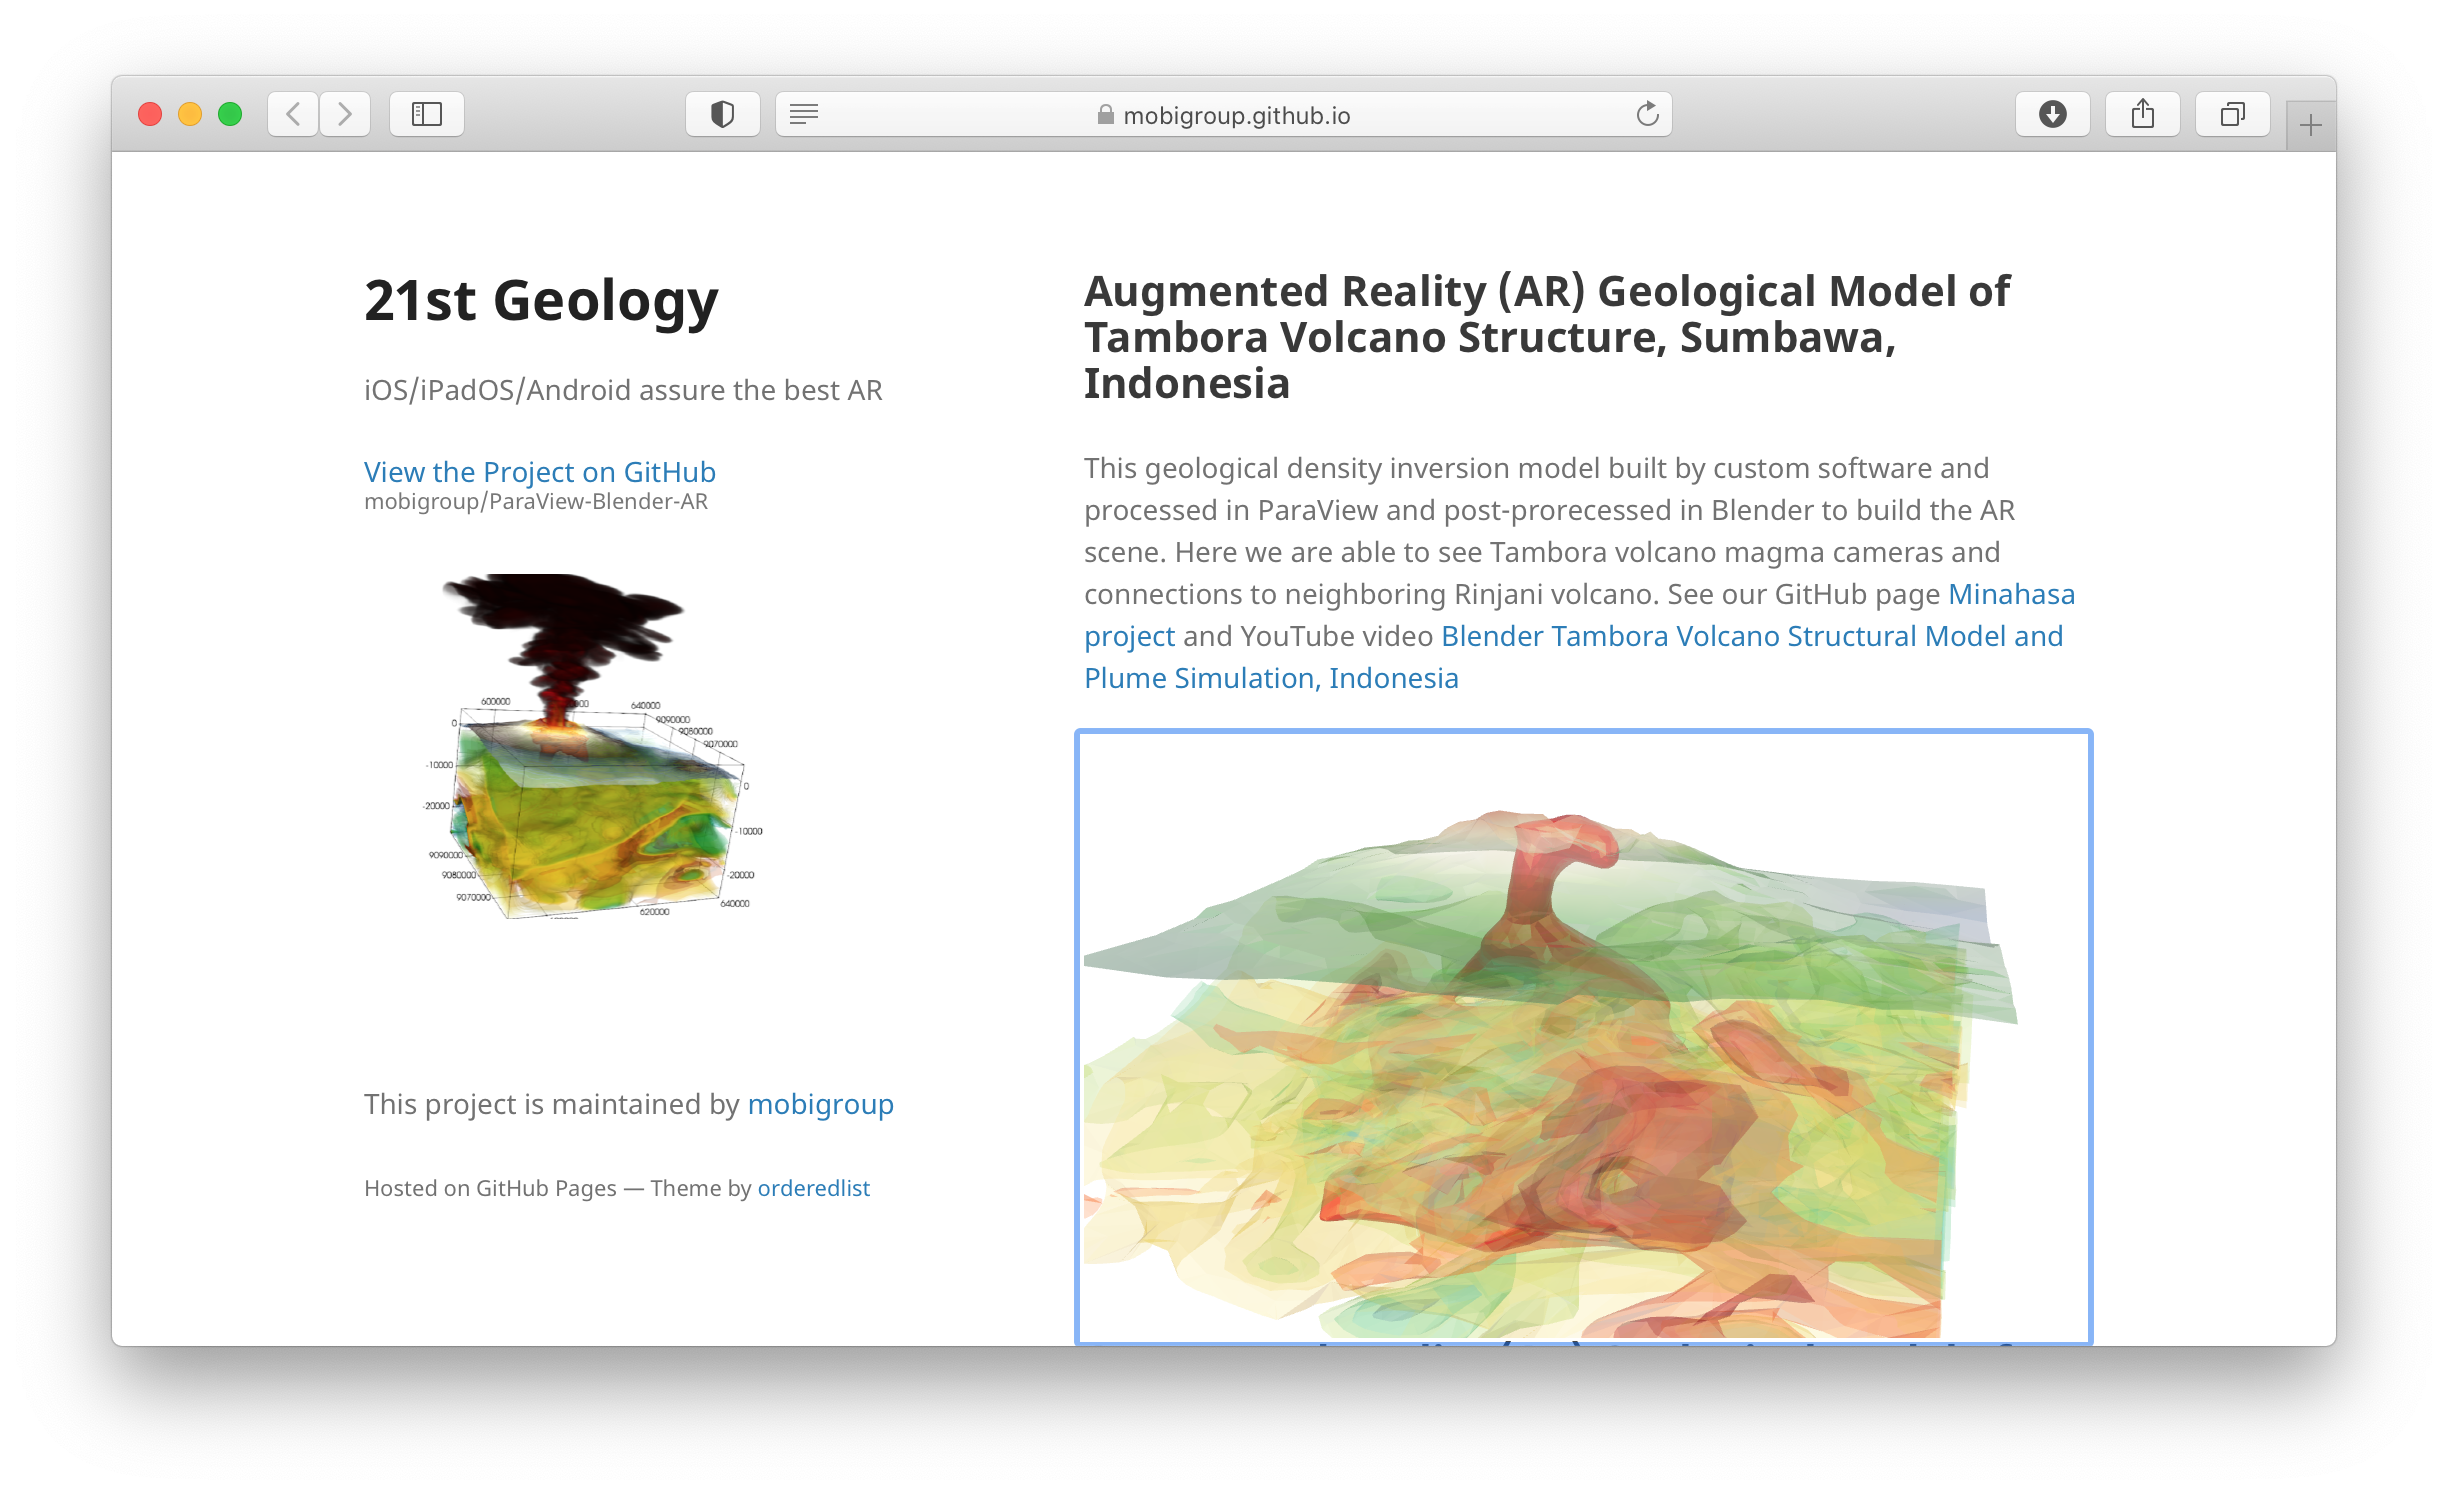 mobigroup.github.io
21st Geology
iOS/iPadOS/Android assure the best AR
View the Project on GitHub
mobigroup/ParaView-Blender-AR
600000
640000
9090000
9080000
9070000
0
-10000
-20000
0
-10000
-20000
9090000
9080000
9070000
620000
640000
This project is maintained by mobigroup
Hosted on GitHub Pages — Theme by orderedlist
Augmented Reality (AR) Geological Model of
Tambora Volcano Structure, Sumbawa,
Indonesia
This geological density inversion model built by custom software and
processed in ParaView and post-prorecessed in Blender to build the AR
scene. Here we are able to see Tambora volcano magma cameras and
connections to neighboring Rinjani volcano. See our GitHub page Minahasa
project and YouTube video Blender Tambora Volcano Structural Model and
Plume Simulation, Indonesia